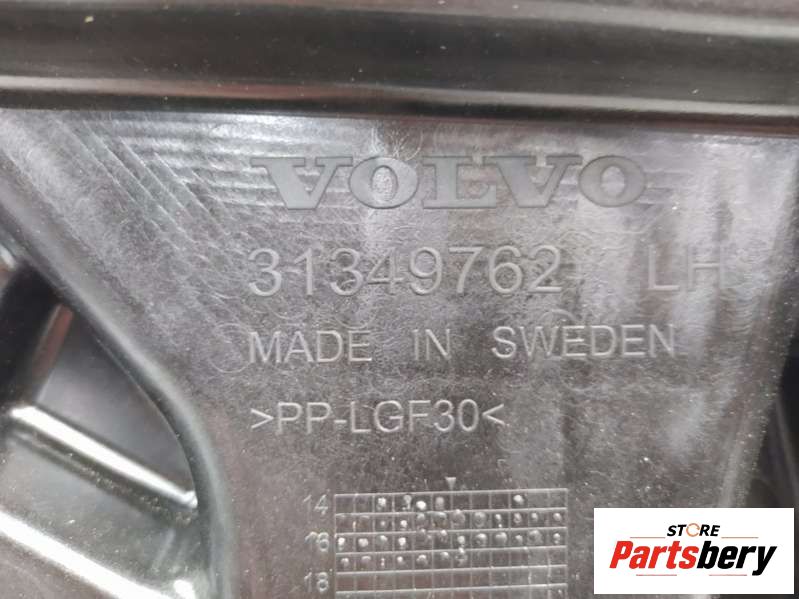 VOLVO
31349762 LH
MADE IN SWEDEN
>PP-LGF30<
14
16
18
STORE
Partsbery